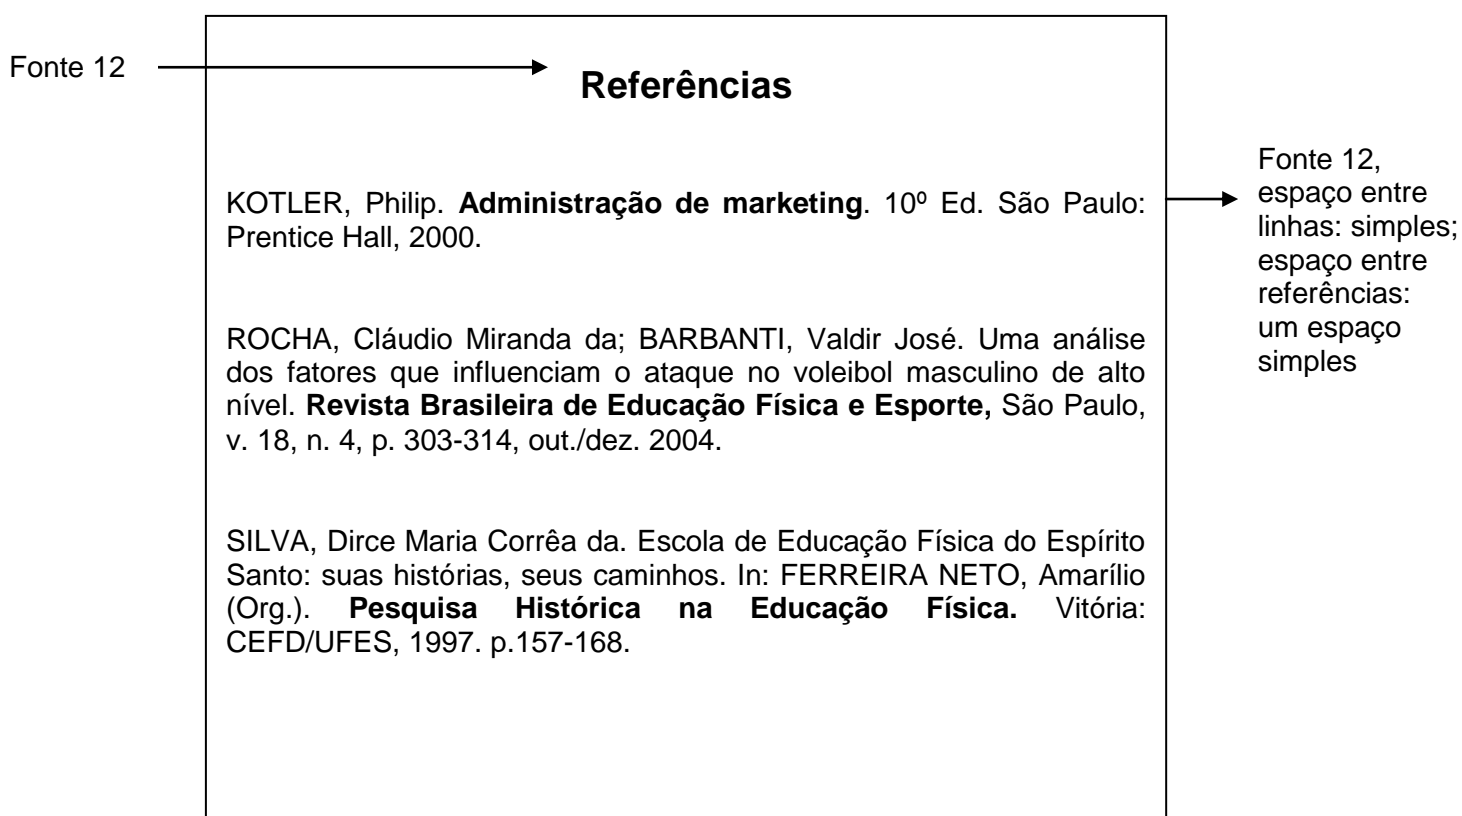 Fonte 12
Referências
KOTLER, Philip. Administração de marketing. 10º Ed. São Paulo:
Prentice Hall, 2000.
ROCHA, Cláudio Miranda da; BARBANTI, Valdir José. Uma análise
dos fatores que influenciam o ataque no voleibol masculino de alto
nível. Revista Brasileira de Educação Física e Esporte, São Paulo,
v. 18, n. 4, p. 303-314, out./dez. 2004.
SILVA, Dirce Maria Corrêa da. Escola de Educação Física do Espírito
Santo: suas histórias, seus caminhos. In: FERREIRA NETO, Amarílio
(Org.). Pesquisa Histórica na Educação Física. Vitória:
CEFD/UFES, 1997. p.157-168.
Fonte 12,
espaço entre
linhas: simples;
espaço entre
referências:
um espaço
simples